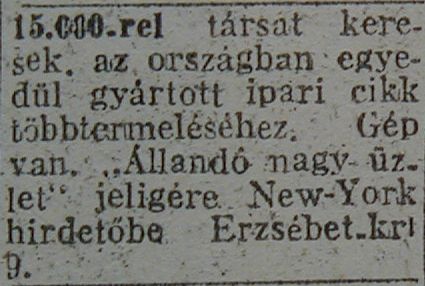 15.000-rel társat kere-
sek, az országban egye-
dül gyártott ipari cikk
többtermeléséhez. Gép
van. „Állandó nagy üz-
let“ jeligére New-York
hirdetőbe Erzsébet-krt
9.